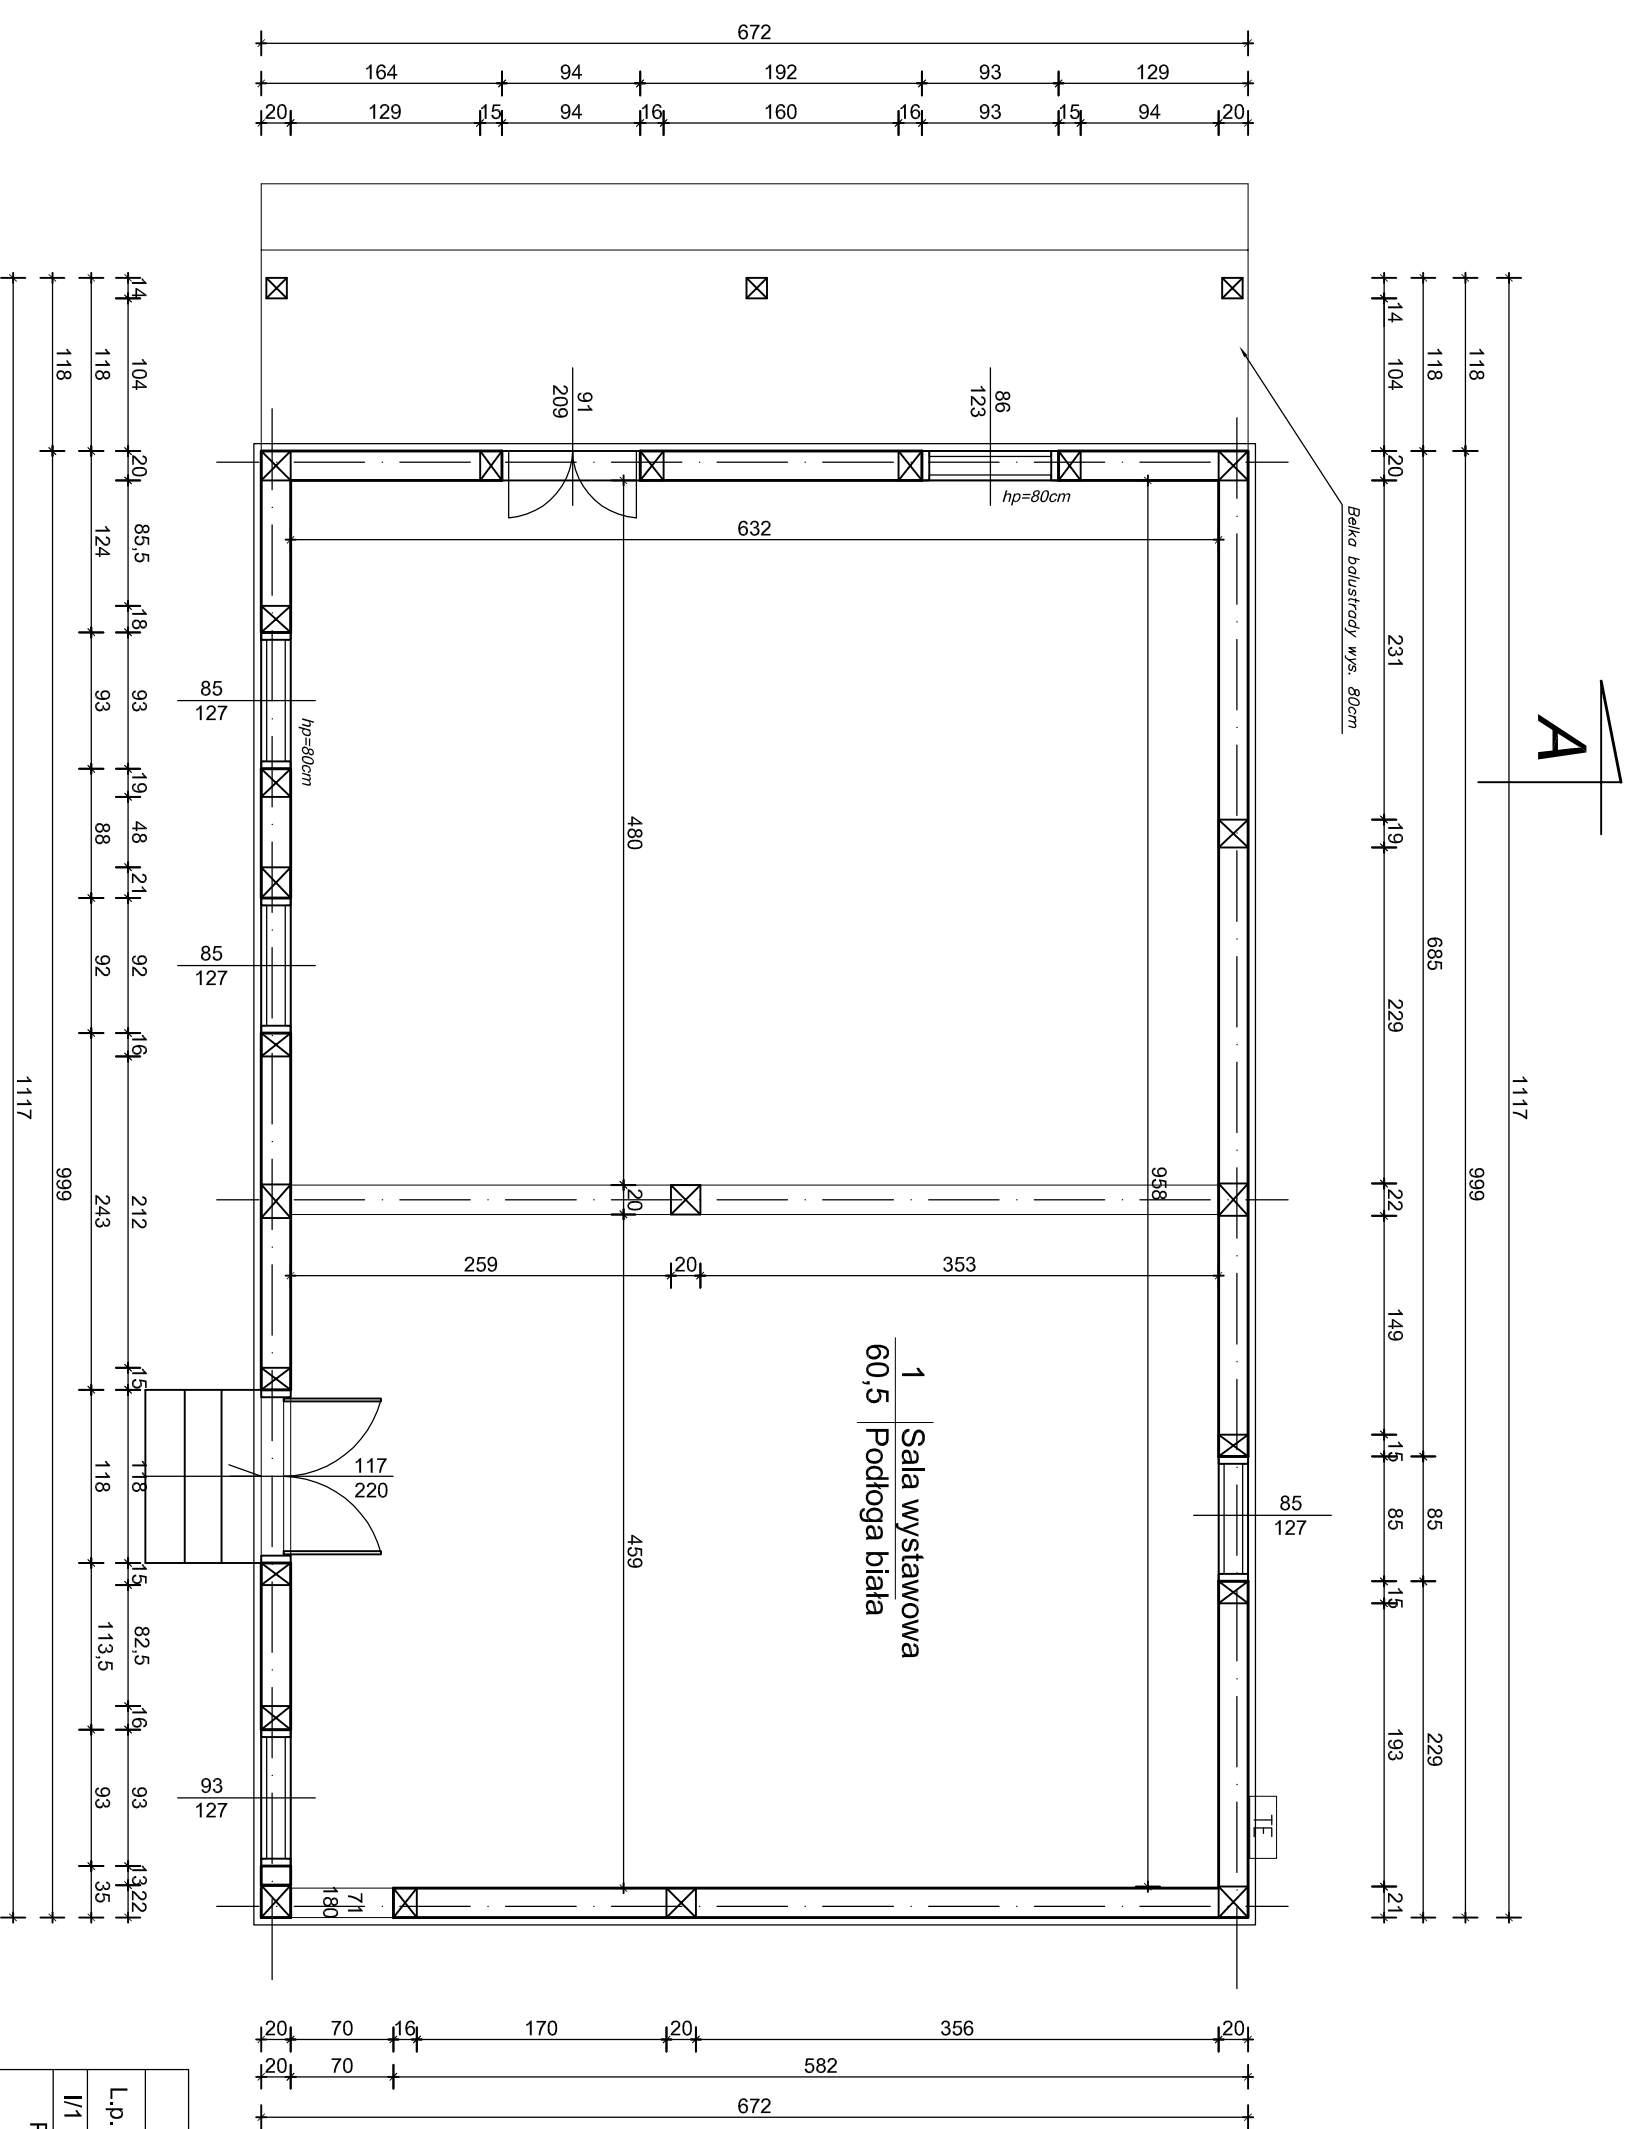 672
164 94 192 93 129
20 129 15 94 16 160 16 93 15 94 20
14 104 20 85,5 18 93 19 48 21 92 16 212 15 118 15 82,5 16 93 13 22
118 124 93 88 92 243 118 113,5 93 35
118 999
1117
14 104 20 231 19 229 22 149 15 85 15 193 21
118 685 85 229
118 999
1117
A
Belka balustrady wys. 80cm
91
209
86
123
hp=80cm
632
85
127
hp=80cm
480
85
127
958
20
259 20 353
1 Sala wystawowa
60,5 Podłoga biała
117
220
85
127
459
93
127
TE
71
180
20 70 16 170 20 356 20
20 70 582
672
L.p.
I/1